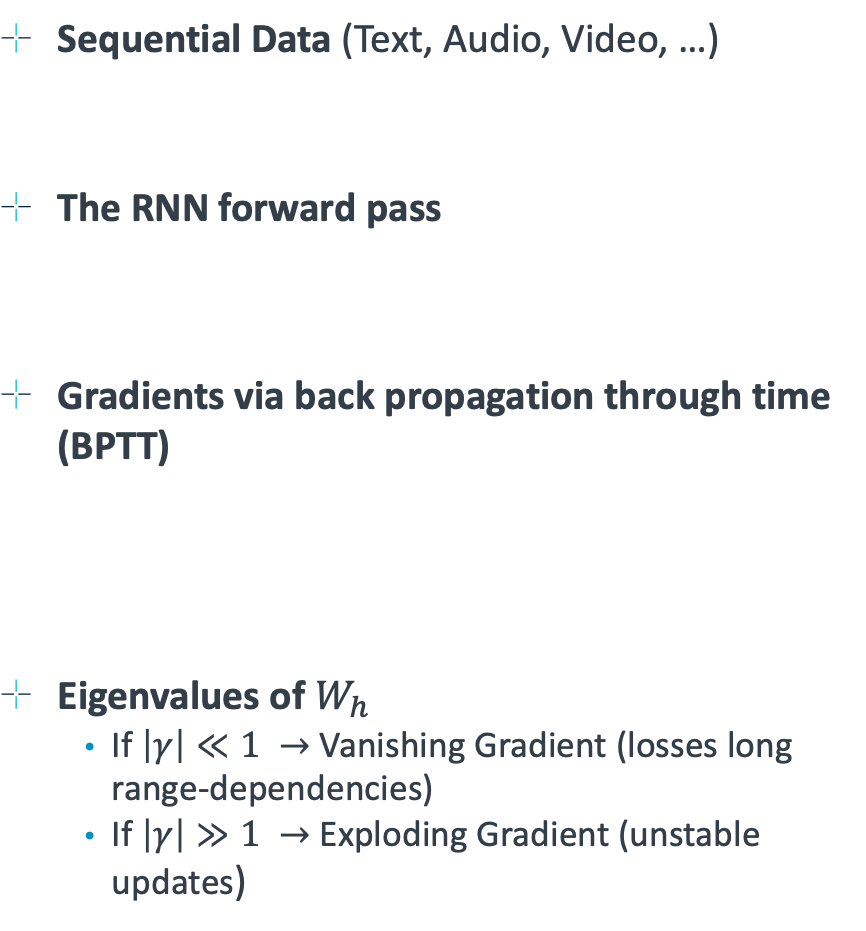 Sequential Data (Text, Audio, Video, ...)
The RNN forward pass
Gradients via back propagation through time
(BPTT)
Eigenvalues of 𝑊ₕ
• If |𝛾| ≪ 1 → Vanishing Gradient (losses long
range-dependencies)
• If |𝛾| ≫ 1 → Exploding Gradient (unstable
updates)